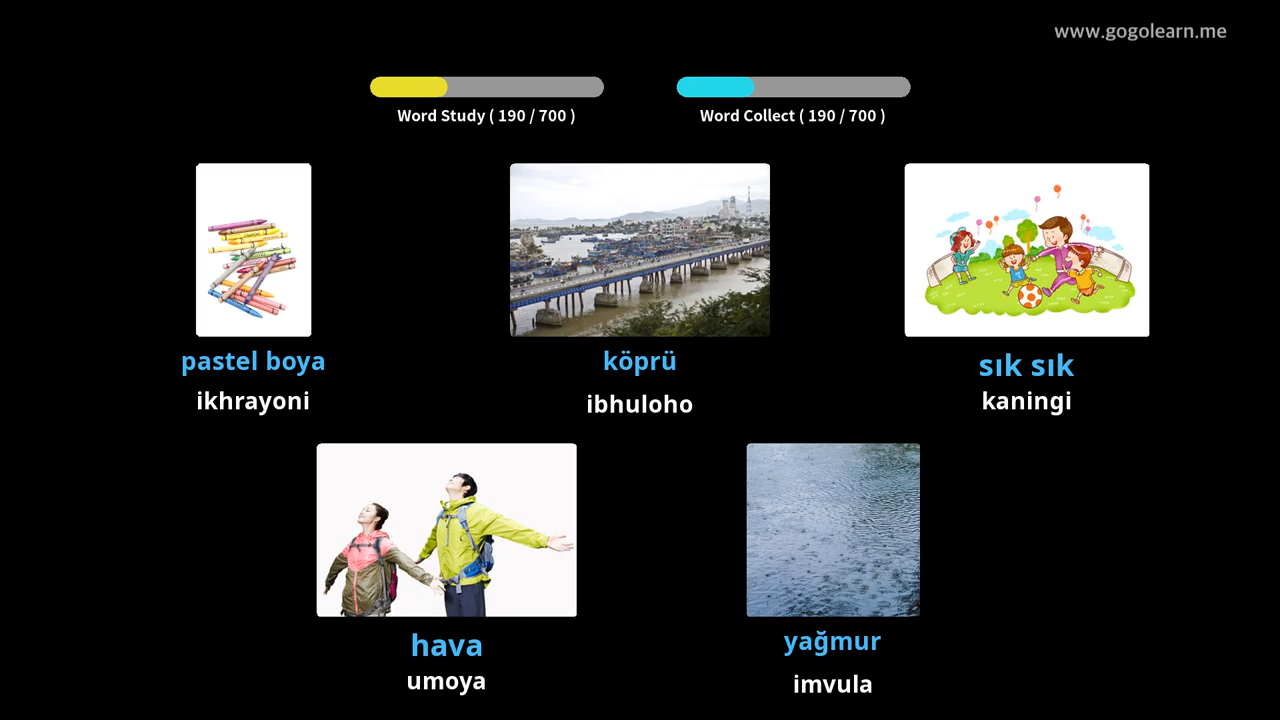 www.gogolearn.me
Word Study ( 190 / 700 )
Word Collect ( 190 / 700 )
pastel boya
ikhrayoni
köprü
ibhuloho
sık sık
kaningi
hava
umoya
yağmur
imvula